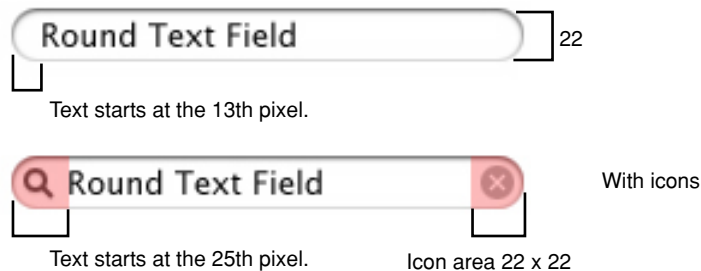 Round Text Field
22
Text starts at the 13th pixel.
Round Text Field
With icons
Text starts at the 25th pixel.
Icon area 22 x 22